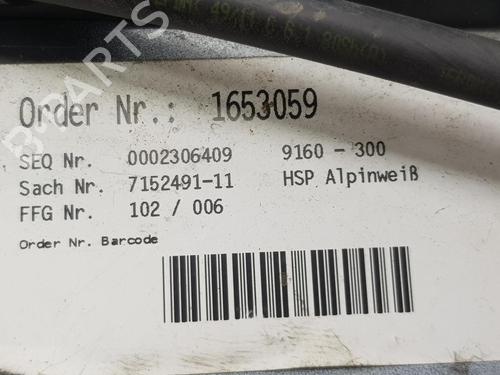 Order Nr.: 1653059
SEQ Nr. 0002306409 9160 - 300
Sach Nr. 7152491-11 HSP Alpinweiß
FFG Nr. 102 / 006
Order Nr. Barcode
B-PARTS